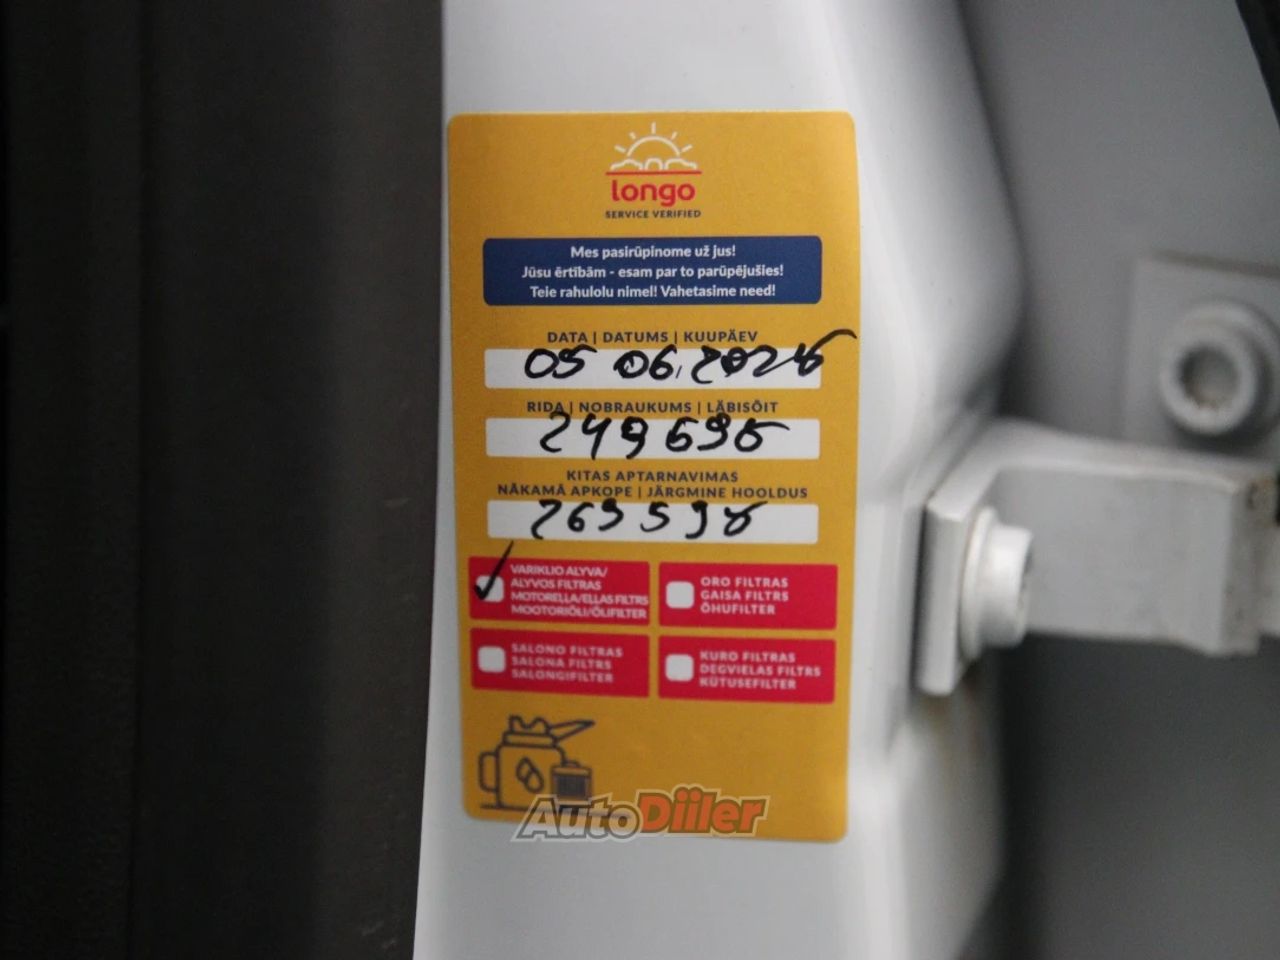 longo
SERVICE VERIFIED
Mes pasirūpinome už jus!
Jūsu ērtībām - esam par to parūpējušies!
Teie rahulolu nimel! Vahetasime need!
DATA | DATUMS | KUUPÄEV
05 06.2026
RIDA | NOBRAUKUMS | LÄBISÕIT
KITAS APTARNAVIMAS
NĀKAMĀ APKOPE | JÄRGMINE HOOLDUS
VARIKLIO ALYVA/
ALYVOS FILTRAS
MOTOREĻĻA/EĻĻAS FILTRS
MOOTORIÕLI/ÕLIFILTER
ORO FILTRAS
GAISA FILTRS
ÕHUFILTER
SALONO FILTRAS
SALONA FILTRS
SALONGIFILTER
KURO FILTRAS
DEGVIELAS FILTRS
KÜTUSEFILTER
AutoDiiler